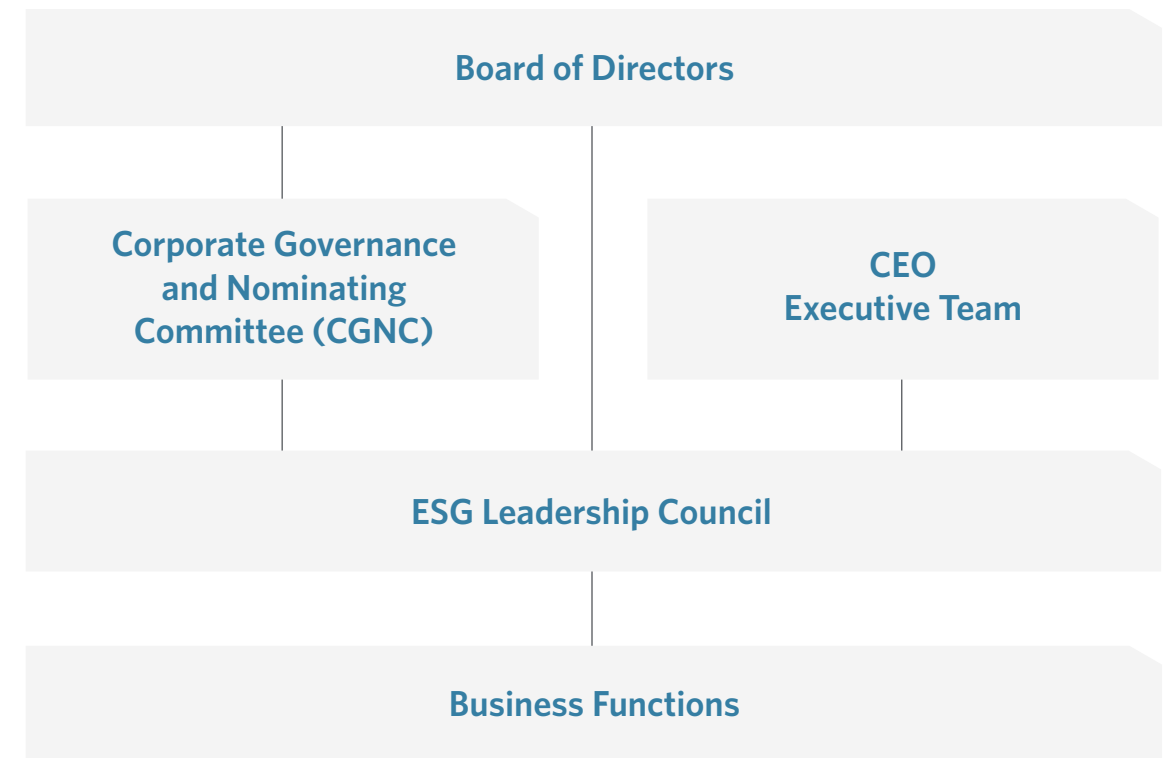 Board of Directors
Corporate Governance
and Nominating
Committee (CGNC)
CEO
Executive Team
ESG Leadership Council
Business Functions